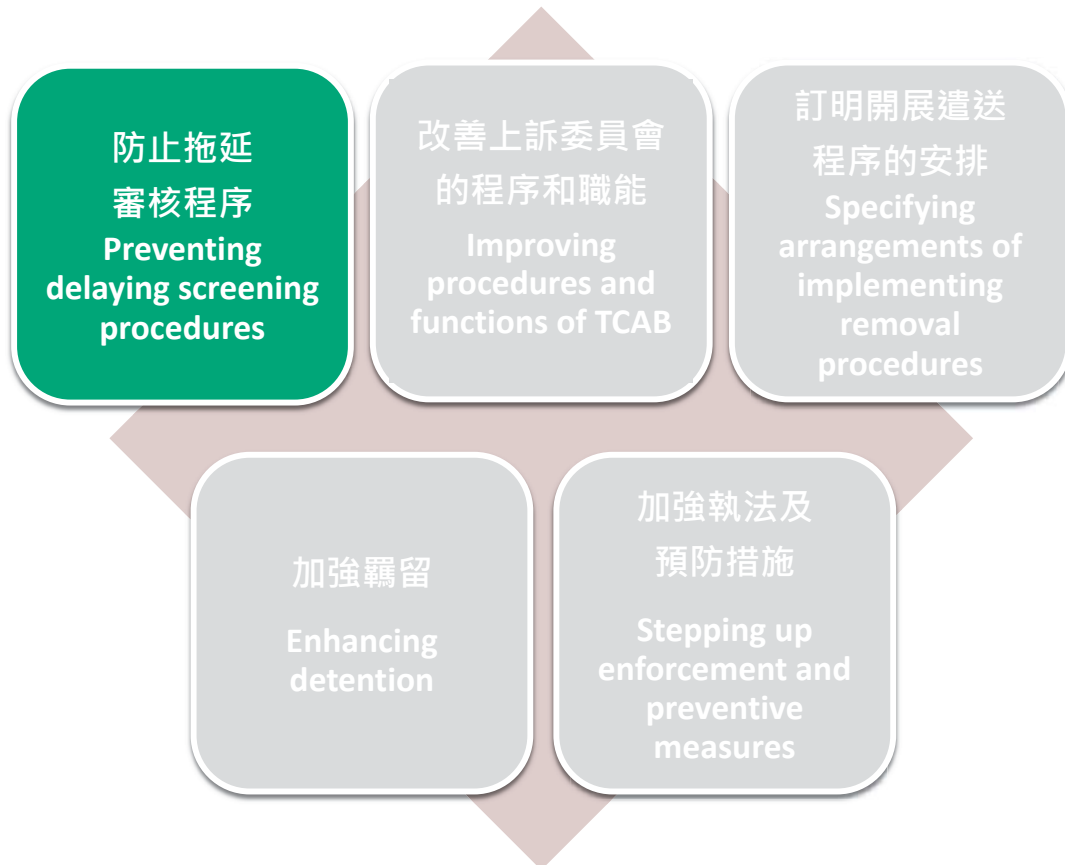 防止拖延
審核程序
Preventing
delaying screening
procedures
改善上訴委員會
的程序和職能
Improving
procedures and
functions of TCAB
訂明開展遣送
程序的安排
Specifying
arrangements of
implementing
removal
procedures
加強羈留
Enhancing
detention
加強執法及
預防措施
Stepping up
enforcement and
preventive
measures